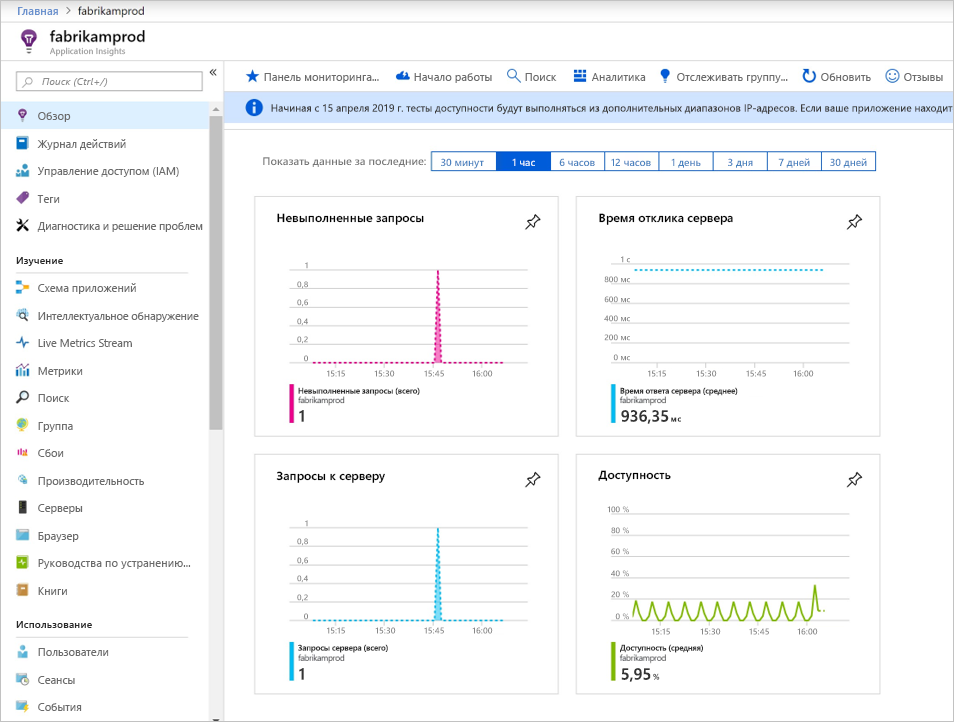 Главная > fabrikamprod
fabrikamprod
Application Insights
Поиск (Ctrl+/)
«
Обзор
Журнал действий
Управление доступом (IAM)
Теги
Диагностика и решение проблем
Изучение
Схема приложений
Интеллектуальное обнаружение
Live Metrics Stream
Метрики
Поиск
Группа
Сбои
Производительность
Серверы
Браузер
Руководства по устранению...
Книги
Использование
Пользователи
Сеансы
События
Панель мониторинга... Начало работы Поиск Аналитика Отслеживать группу... Обновить Отзывы
Начиная с 15 апреля 2019 г. тесты доступности будут выполняться из дополнительных диапазонов IP-адресов. Если ваше приложение находит
Показать данные за последние: 30 минут 1 час 6 часов 12 часов 1 день 3 дня 7 дней 30 дней
Невыполненные запросы
1
0,8
0,6
0,4
0,2
0
15:15 15:30 15:45 16:00
Невыполненные запросы (всего)
fabrikamprod
1
Время отклика сервера
1 с
800 мс
600 мс
400 мс
200 мс
0 мс
15:15 15:30 15:45 16:00
Время ответа сервера (среднее)
fabrikamprod
936,35 мс
Запросы к серверу
1
0,8
0,6
0,4
0,2
0
15:15 15:30 15:45 16:00
Запросы сервера (всего)
fabrikamprod
1
Доступность
100 %
80 %
60 %
40 %
20 %
0 %
15:15 15:30 15:45 16:00
Доступность (средняя)
fabrikamprod
5,95 %